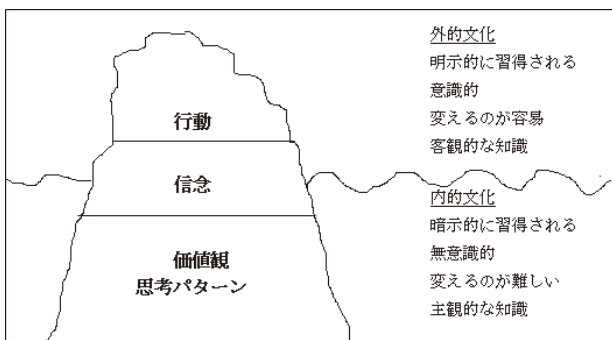 外的文化
明示的に習得される
意識的
変えるのが容易
客観的な知識
行動
信念
価値観
思考パターン
内的文化
暗示的に習得される
無意識的
変えるのが難しい
主観的な知識